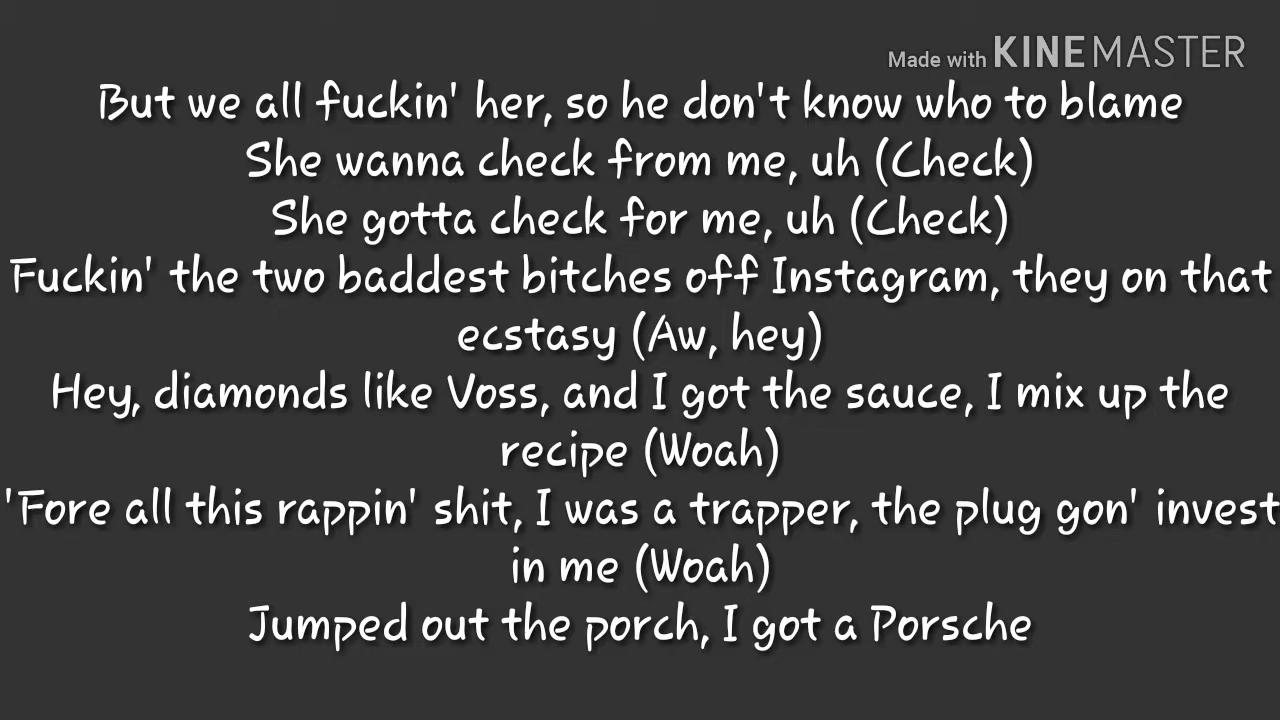 Made with KINEMASTER
But we all fuckin' her, so he don't know who to blame
She wanna check from me, uh (Check)
She gotta check for me, uh (Check)
Fuckin' the two baddest bitches off Instagram, they on that
ecstasy (Aw, hey)
Hey, diamonds like Voss, and I got the sauce, I mix up the
recipe (Woah)
'Fore all this rappin' shit, I was a trapper, the plug gon' invest
in me (Woah)
Jumped out the porch, I got a Porsche